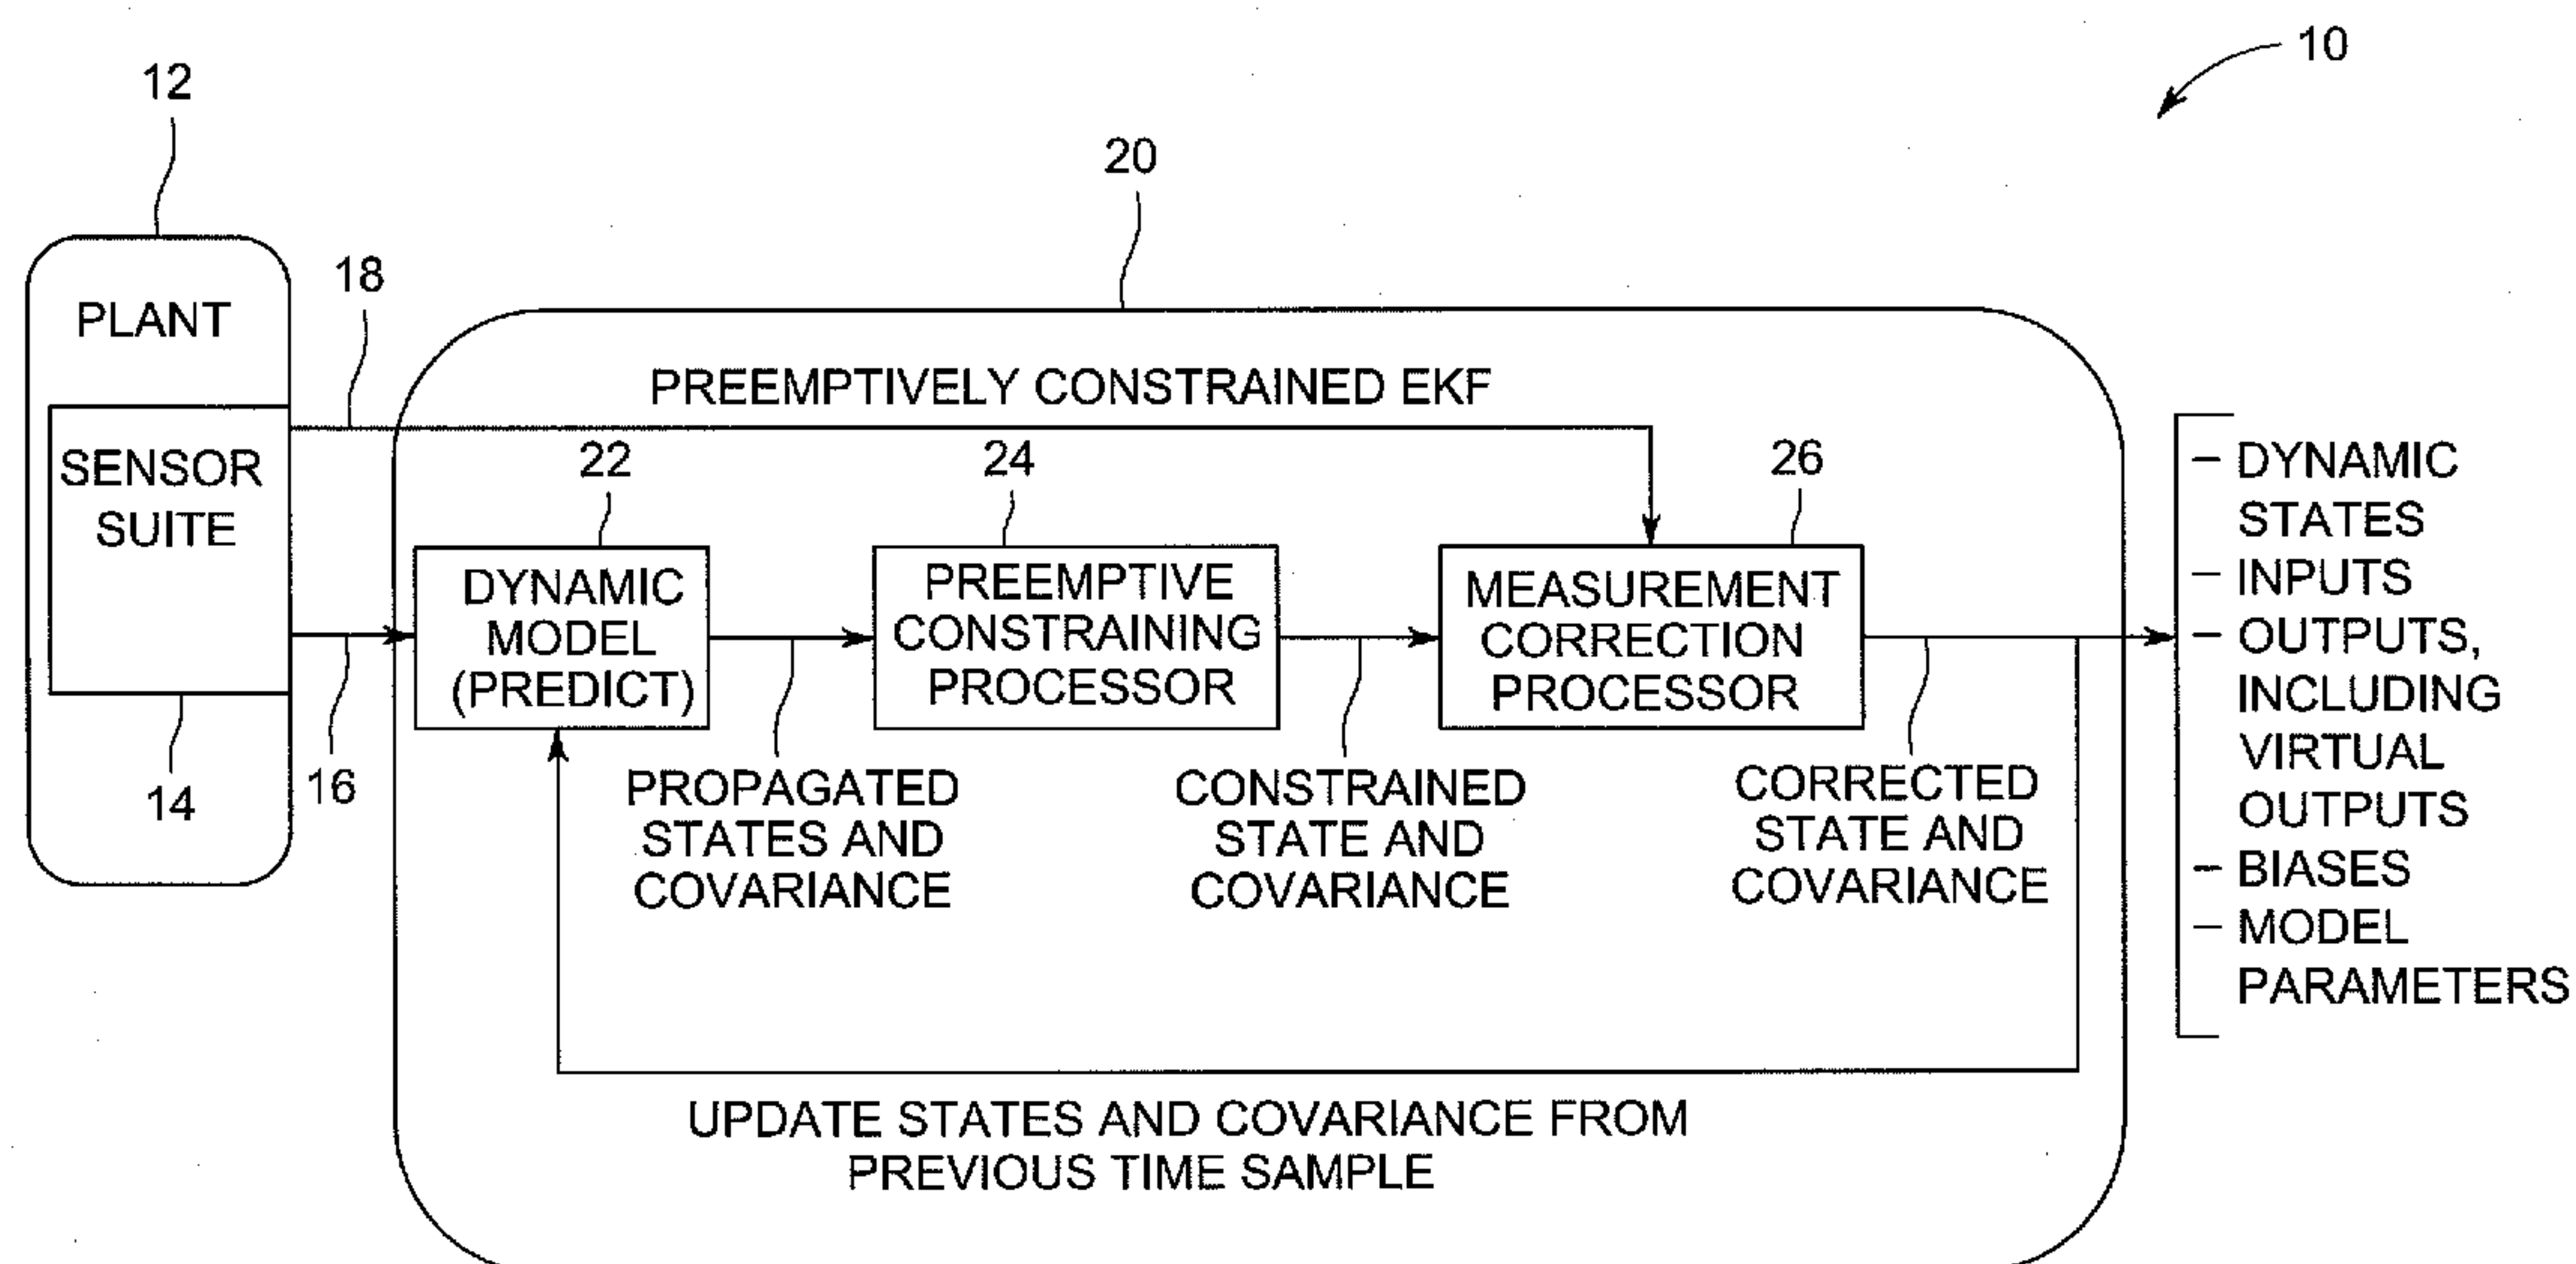 10
12
20
18
PLANT
PREEMPTIVELY CONSTRAINED EKF
SENSOR
SUITE
22
24
26
DYNAMIC
MODEL
(PREDICT)
PREEMPTIVE
CONSTRAINING
PROCESSOR
MEASUREMENT
CORRECTION
PROCESSOR
14
16
PROPAGATED
STATES AND
COVARIANCE
CONSTRAINED
STATE AND
COVARIANCE
CORRECTED
STATE AND
COVARIANCE
UPDATE STATES AND COVARIANCE FROM
PREVIOUS TIME SAMPLE
– DYNAMIC
STATES
– INPUTS
– OUTPUTS,
INCLUDING
VIRTUAL
OUTPUTS
– BIASES
– MODEL
PARAMETERS